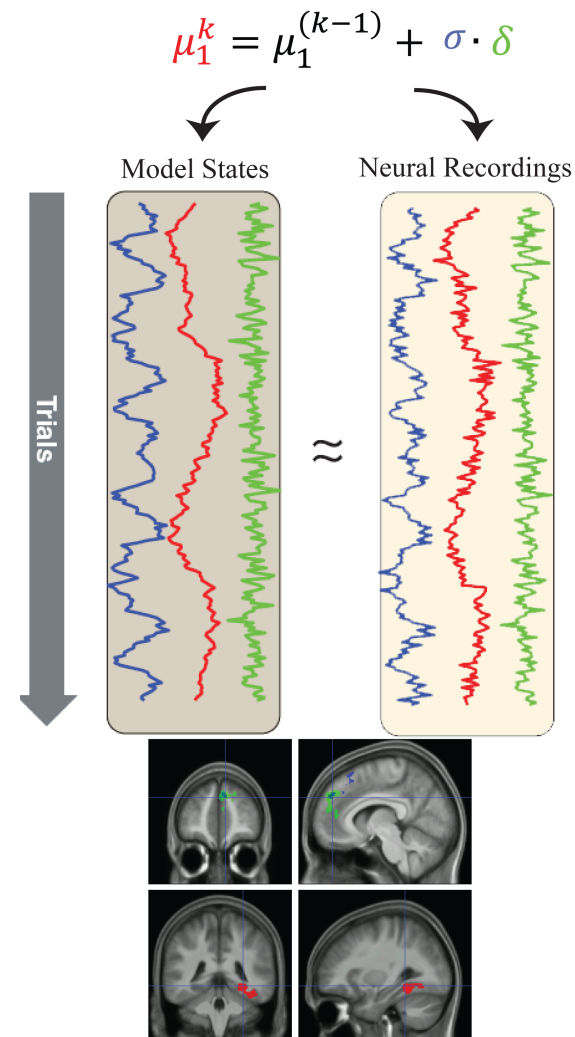 μ₁ᵏ = μ₁⁽ᵏ⁻¹⁾ + σ · δ
Model States
Neural Recordings
Trials
≈